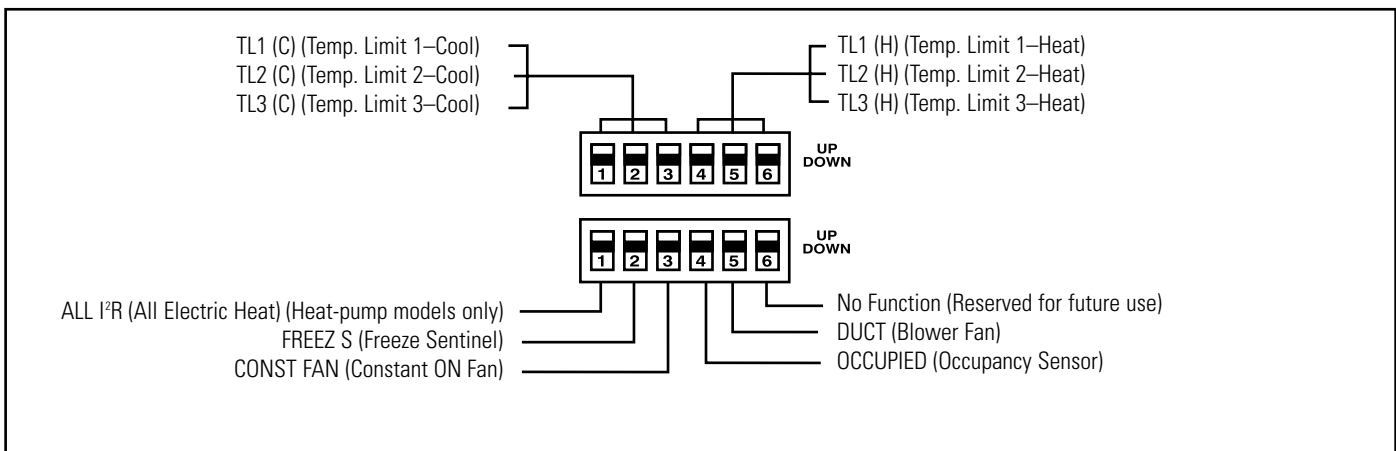 TL1 (C) (Temp. Limit 1–Cool)
TL2 (C) (Temp. Limit 2–Cool)
TL3 (C) (Temp. Limit 3–Cool)
TL1 (H) (Temp. Limit 1–Heat)
TL2 (H) (Temp. Limit 2–Heat)
TL3 (H) (Temp. Limit 3–Heat)
1 2 3 4 5 6
UP
DOWN
1 2 3 4 5 6
UP
DOWN
ALL I²R (All Electric Heat) (Heat-pump models only)
FREEZ S (Freeze Sentinel)
CONST FAN (Constant ON Fan)
No Function (Reserved for future use)
DUCT (Blower Fan)
OCCUPIED (Occupancy Sensor)